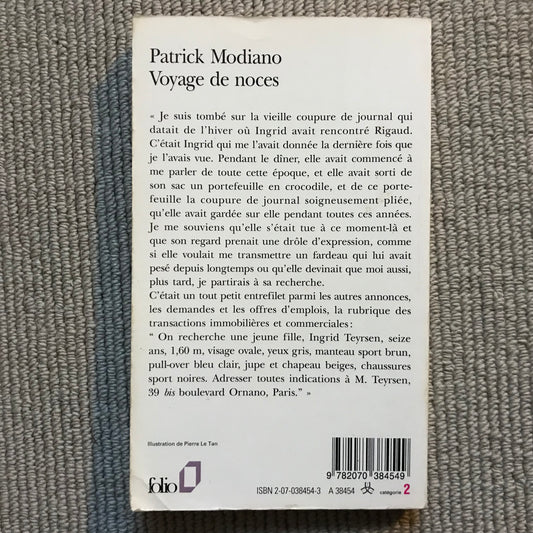 Patrick Modiano
Voyage de noces
« Je suis tombé sur la vieille coupure de journal qui
datait de l'hiver où Ingrid avait rencontré Rigaud.
C'était Ingrid qui me l'avait donnée la dernière fois que
je l'avais vue. Pendant le dîner, elle avait commencé à
me parler de toute cette époque, et elle avait sorti de
son sac un portefeuille en crocodile, et de ce porte-
feuille la coupure de journal soigneusement pliée,
qu'elle avait gardée sur elle pendant toutes ces années.
Je me souviens qu'elle s'était tue à ce moment-là et
que son regard prenait une drôle d'expression, comme
si elle voulait me transmettre un fardeau qui lui avait
pesé depuis longtemps ou qu'elle devinait que moi aussi,
plus tard, je partirais à sa recherche.
C'était un tout petit entrefilet parmi les autres annonces,
les demandes et les offres d'emplois, la rubrique des
transactions immobilières et commerciales :
" On recherche une jeune fille, Ingrid Teyrsen, seize
ans, 1,60 m, visage ovale, yeux gris, manteau sport brun,
pull-over bleu clair, jupe et chapeau beiges, chaussures
sport noires. Adresser toutes indications à M. Teyrsen,
39 bis boulevard Ornano, Paris." »
Illustration de Pierre Le Tan
9 782070 384549
folio
ISBN 2-07-038454-3 A 38454 catégorie 2